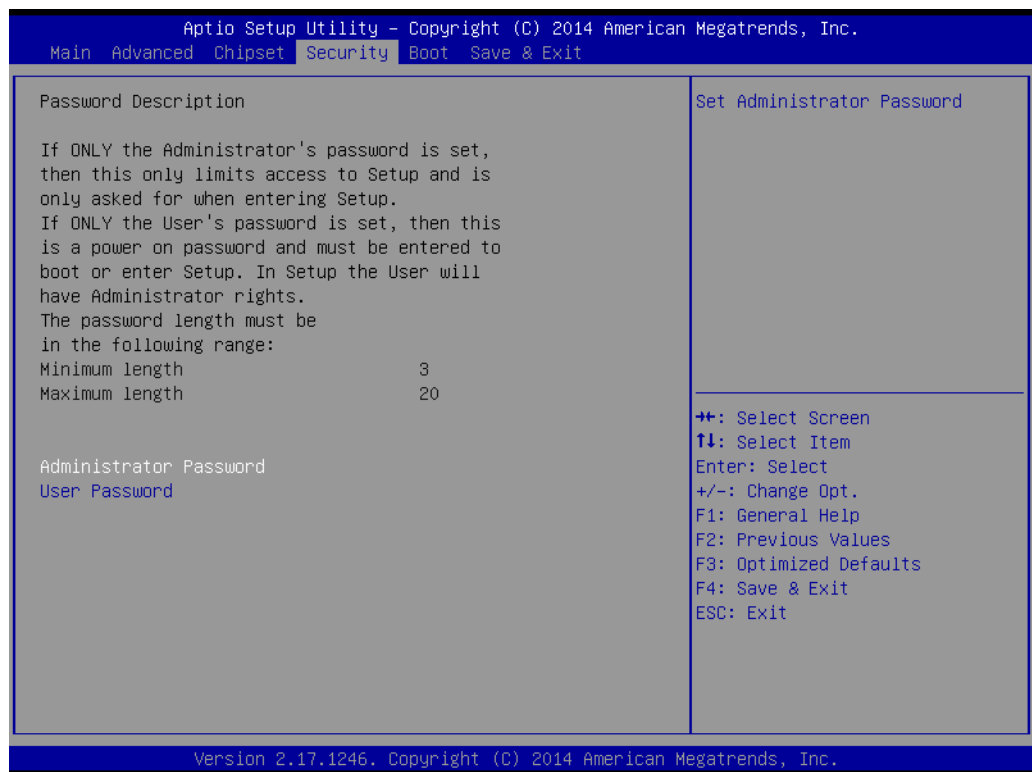 Aptio Setup Utility – Copyright (C) 2014 American Megatrends, Inc.
Main Advanced Chipset Security Boot Save & Exit
Password Description
If ONLY the Administrator's password is set,
then this only limits access to Setup and is
only asked for when entering Setup.
If ONLY the User's password is set, then this
is a power on password and must be entered to
boot or enter Setup. In Setup the User will
have Administrator rights.
The password length must be
in the following range:
Minimum length 3
Maximum length 20
Administrator Password
User Password
Set Administrator Password
→←: Select Screen
↑↓: Select Item
Enter: Select
+/-: Change Opt.
F1: General Help
F2: Previous Values
F3: Optimized Defaults
F4: Save & Exit
ESC: Exit
Version 2.17.1246. Copyright (C) 2014 American Megatrends, Inc.